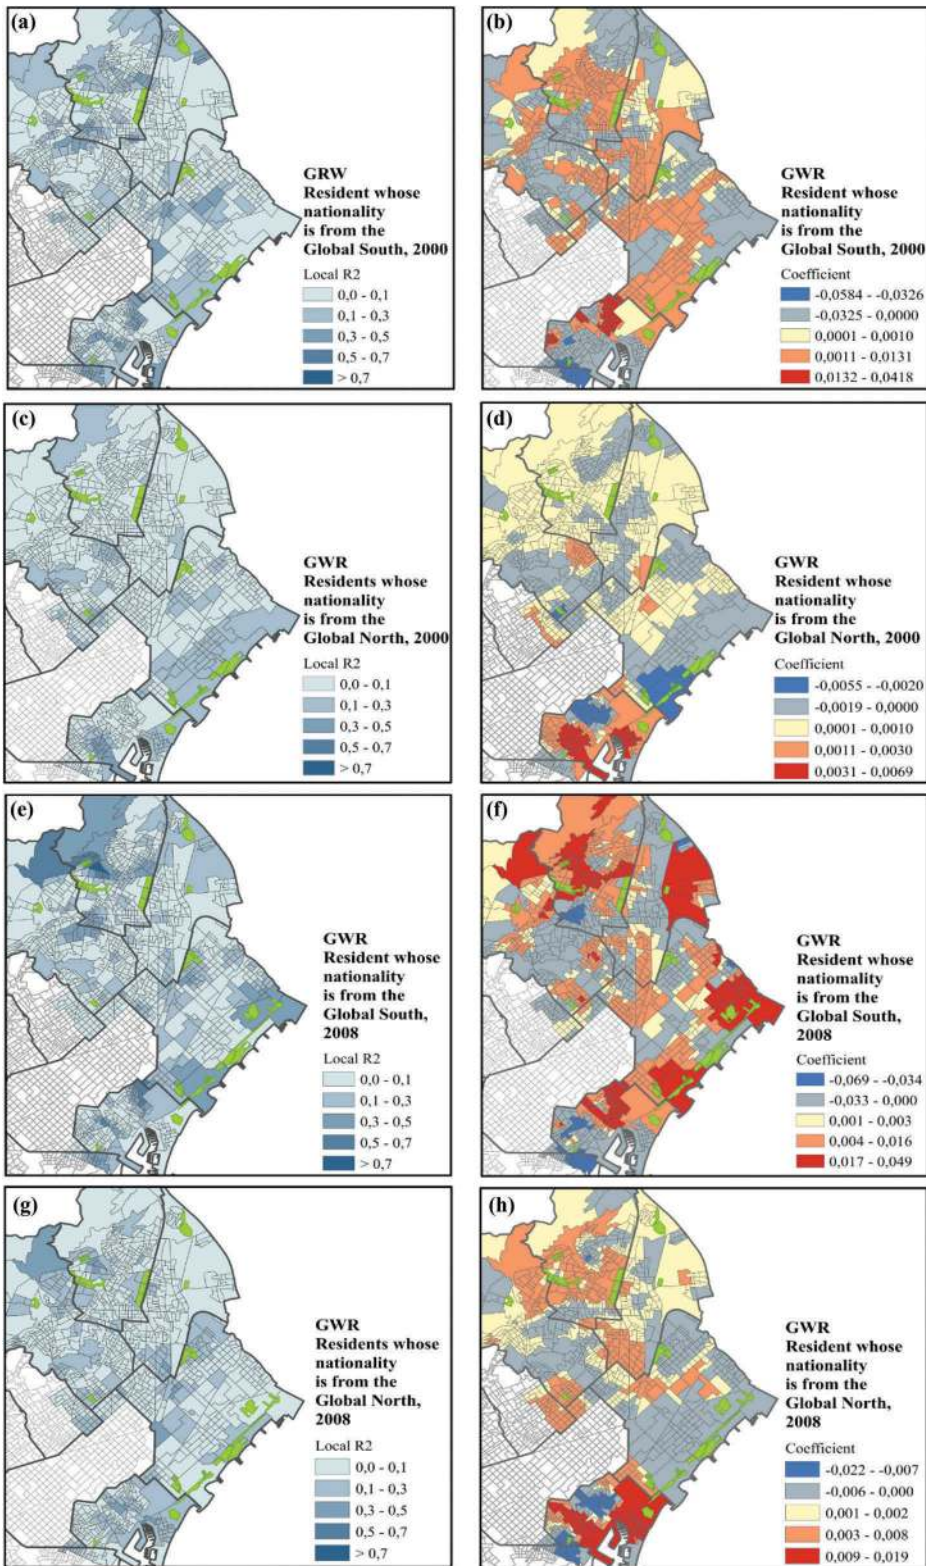 (a)
GRW
Resident whose
nationality
is from the
Global South, 2000
Local R2
0,0 - 0,1
0,1 - 0,3
0,3 - 0,5
0,5 - 0,7
> 0,7
(b)
GWR
Resident whose
nationality
is from the
Global South, 2000
Coefficient
-0,0584 - -0,0326
-0,0325 - 0,0000
0,0001 - 0,0010
0,0011 - 0,0131
0,0132 - 0,0418
(c)
GWR
Residents whose
nationality
is from the
Global North, 2000
Local R2
0,0 - 0,1
0,1 - 0,3
0,3 - 0,5
0,5 - 0,7
> 0,7
(d)
GWR
Resident whose
nationality
is from the
Global North, 2000
Coefficient
-0,0055 - -0,0020
-0,0019 - 0,0000
0,0001 - 0,0010
0,0011 - 0,0030
0,0031 - 0,0069
(e)
GWR
Resident whose
nationality
is from the
Global South,
2008
Local R2
0,0 - 0,1
0,1 - 0,3
0,3 - 0,5
0,5 - 0,7
> 0,7
(f)
GWR
Resident whose
natiomality
is from the
Global South,
2008
Coefficient
-0,069 - -0,034
-0,033 - 0,000
0,001 - 0,003
0,004 - 0,016
0,017 - 0,049
(g)
GWR
Residents whose
nationality
is from the
Global North,
2008
Local R2
0,0 - 0,1
0,1 - 0,3
0,3 - 0,5
0,5 - 0,7
> 0,7
(h)
GWR
Resident whose
nationality
is from the
Global North,
2008
Coefficient
-0,022 - -0,007
-0,006 - 0,000
0,001 - 0,002
0,003 - 0,008
0,009 - 0,019